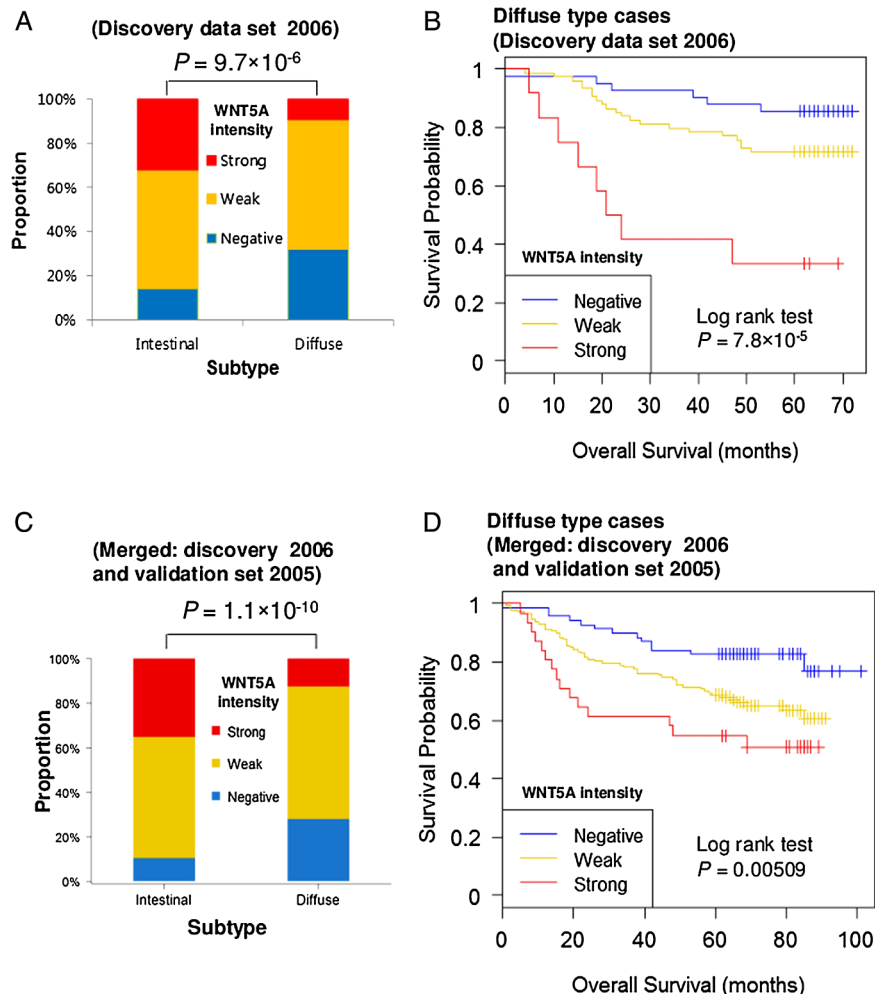 A
(Discovery data set 2006)
P = 9.7×10-6
100%
80%
60%
40%
20%
0%
Proportion
WNT5A
intensity
Strong
Weak
Negative
Intestinal
Diffuse
Subtype
B
Diffuse type cases
(Discovery data set 2006)
1
0.8
0.6
0.4
0.2
0
Survival Probability
WNT5A intensity
Negative
Weak
Strong
Log rank test
P = 7.8×10-5
0 10 20 30 40 50 60 70
Overall Survival (months)
C
(Merged: discovery 2006
and validation set 2005)
P = 1.1×10-10
100%
80%
60%
40%
20%
0%
Proportion
WNT5A
intensity
Strong
Weak
Negative
Intestinal
Diffuse
Subtype
D
Diffuse type cases
(Merged: discovery 2006
and validation set 2005)
1
0.8
0.6
0.4
0.2
0
Survival Probability
WNT5A intensity
Negative
Weak
Strong
Log rank test
P = 0.00509
0 20 40 60 80 100
Overall Survival (months)